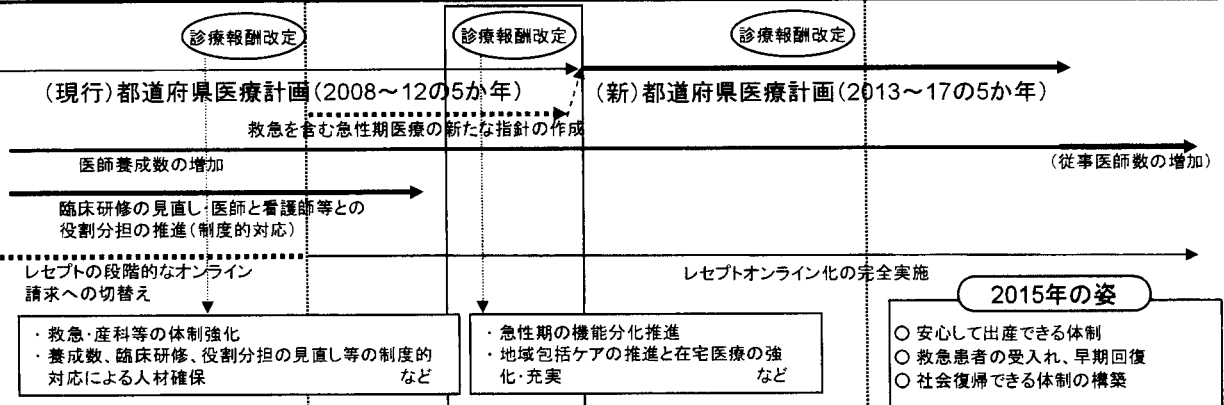 診療報酬改定
診療報酬改定
診療報酬改定
(現行)都道府県医療計画(2008～12の5か年)
(新)都道府県医療計画(2013～17の5か年)
救急を含む急性期医療の新たな指針の作成
医師養成数の増加
(従事医師数の増加)
臨床研修の見直し・医師と看護師等との
役割分担の推進(制度的対応)
レセプトの段階的なオンライン
請求への切替え
レセプトオンライン化の完全実施
・救急・産科等の体制強化
・養成数、臨床研修、役割分担の見直し等の制度的
対応による人材確保 など
・急性期の機能分化推進
・地域包括ケアの推進と在宅医療の強
化・充実 など
2015年の姿
○ 安心して出産できる体制
○ 救急患者の受入れ、早期回復
○ 社会復帰できる体制の構築